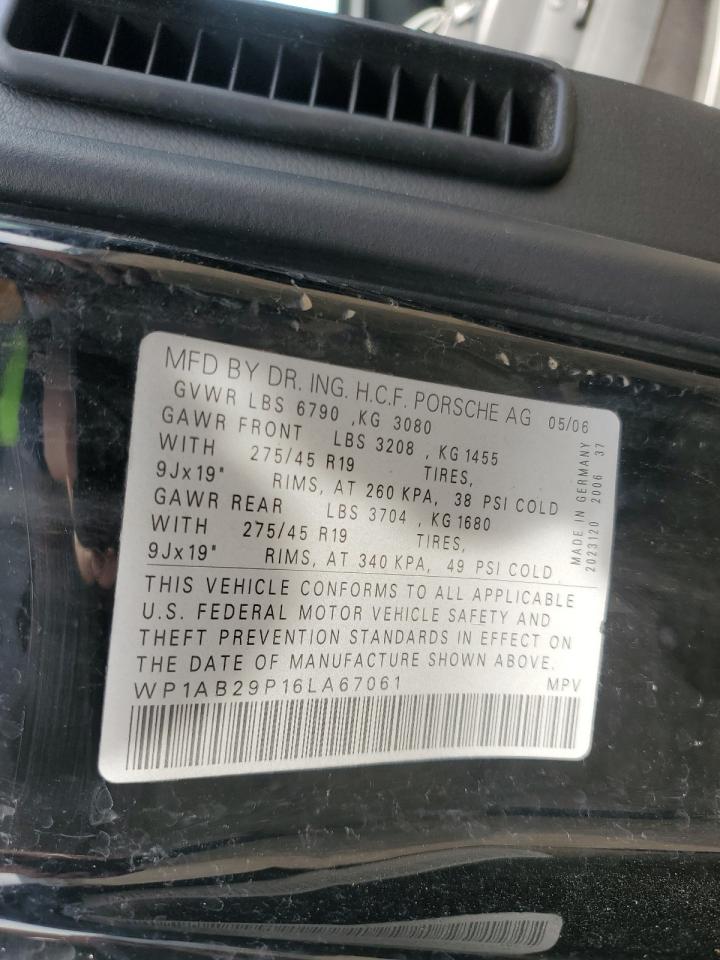 MFD BY DR. ING. H.C.F. PORSCHE AG 05/06
GVWR LBS 6790 ,KG 3080
GAWR FRONT LBS 3208 , KG 1455
WITH 275/45 R19 TIRES,
9Jx19" RIMS, AT 260 KPA, 38 PSI COLD
GAWR REAR LBS 3704 , KG 1680
WITH 275/45 R19 TIRES,
9Jx19" RIMS, AT 340 KPA, 49 PSI COLD
THIS VEHICLE CONFORMS TO ALL APPLICABLE
U.S. FEDERAL MOTOR VEHICLE SAFETY AND
THEFT PREVENTION STANDARDS IN EFFECT ON
THE DATE OF MANUFACTURE SHOWN ABOVE.
WP1AB29P16LA67061 MPV
MADE IN GERMANY
2023120 2006 37